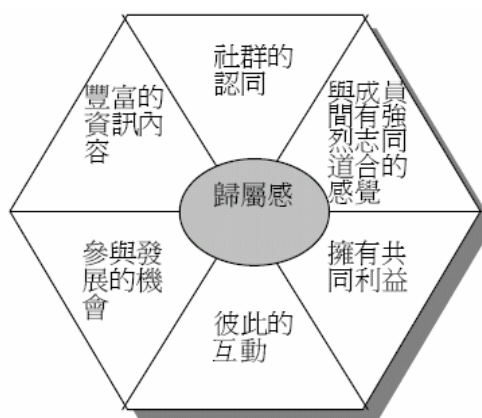 社群的
認同
豐富的
資訊內
容
與成員
間有強
烈志同
道合的
感覺
歸屬感
參與發
展的機
會
擁有共
同利益
彼此的
互動